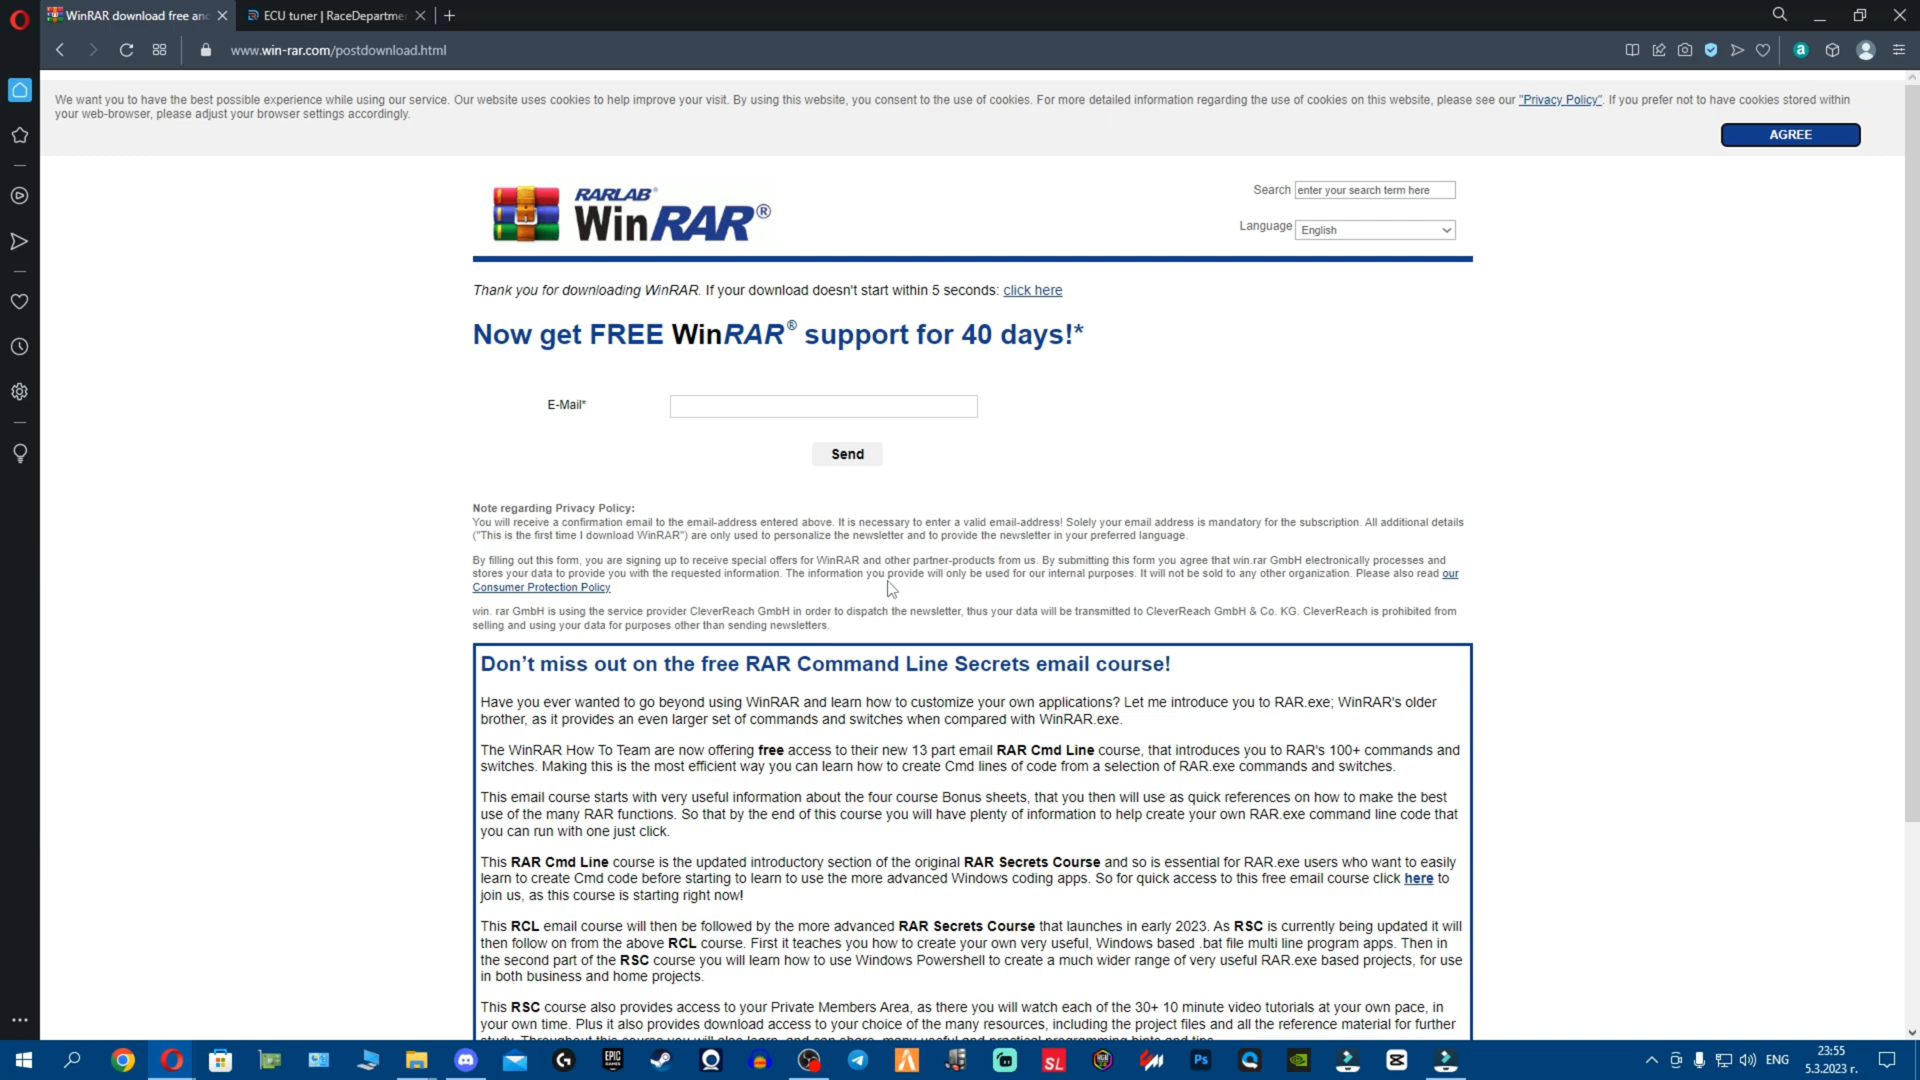 WinRAR download free and
ECU tuner | RaceDepartme
www.win-rar.com/postdownload.html
We want you to have the best possible experience while using our service. Our website uses cookies to help improve your visit. By using this website, you consent to the use of cookies. For more detailed information regarding the use of cookies on this website, please see our "Privacy Policy". If you prefer not to have cookies stored within
your web-browser, please adjust your browser settings accordingly.
AGREE
RARLAB®
WinRAR®
Search enter your search term here
Language English
Thank you for downloading WinRAR. If your download doesn't start within 5 seconds: click here
Now get FREE WinRAR® support for 40 days!*
E-Mail*
Send
Note regarding Privacy Policy:
You will receive a confirmation email to the email-address entered above. It is necessary to enter a valid email-address! Solely your email address is mandatory for the subscription. All additional details
("This is the first time I download WinRAR") are only used to personalize the newsletter and to provide the newsletter in your preferred language.
By filling out this form, you are signing up to receive special offers for WinRAR and other partner-products from us. By submitting this form you agree that win.rar GmbH electronically processes and
stores your data to provide you with the requested information. The information you provide will only be used for our internal purposes. It will not be sold to any other organization. Please also read our
Consumer Protection Policy
win. rar GmbH is using the service provider CleverReach GmbH in order to dispatch the newsletter, thus your data will be transmitted to CleverReach GmbH & Co. KG. CleverReach is prohibited from
selling and using your data for purposes other than sending newsletters.
Don't miss out on the free RAR Command Line Secrets email course!
Have you ever wanted to go beyond using WinRAR and learn how to customize your own applications? Let me introduce you to RAR.exe; WinRAR's older
brother, as it provides an even larger set of commands and switches when compared with WinRAR.exe.
The WinRAR How To Team are now offering free access to their new 13 part email RAR Cmd Line course, that introduces you to RAR's 100+ commands and
switches. Making this is the most efficient way you can learn how to create Cmd lines of code from a selection of RAR.exe commands and switches.
This email course starts with very useful information about the four course Bonus sheets, that you then will use as quick references on how to make the best
use of the many RAR functions. So that by the end of this course you will have plenty of information to help create your own RAR.exe command line code that
you can run with one just click.
This RAR Cmd Line course is the updated introductory section of the original RAR Secrets Course and so is essential for RAR.exe users who want to easily
learn to create Cmd code before starting to learn to use the more advanced Windows coding apps. So for quick access to this free email course click here to
join us, as this course is starting right now!
This RCL email course will then be followed by the more advanced RAR Secrets Course that launches in early 2023. As RSC is currently being updated it will
then follow on from the above RCL course. First it teaches you how to create your own very useful, Windows based .bat file multi line program apps. Then in
the second part of the RSC course you will learn how to use Windows Powershell to create a much wider range of very useful RAR.exe based projects, for use
in both business and home projects.
This RSC course also provides access to your Private Members Area, as there you will watch each of the 30+ 10 minute video tutorials at your own pace, in
your own time. Plus it also provides download access to your choice of the many resources, including the project files and all the reference material for further
EPIC
GAMES
SL
Ps
ENG
23:55
5.3.2023 г.